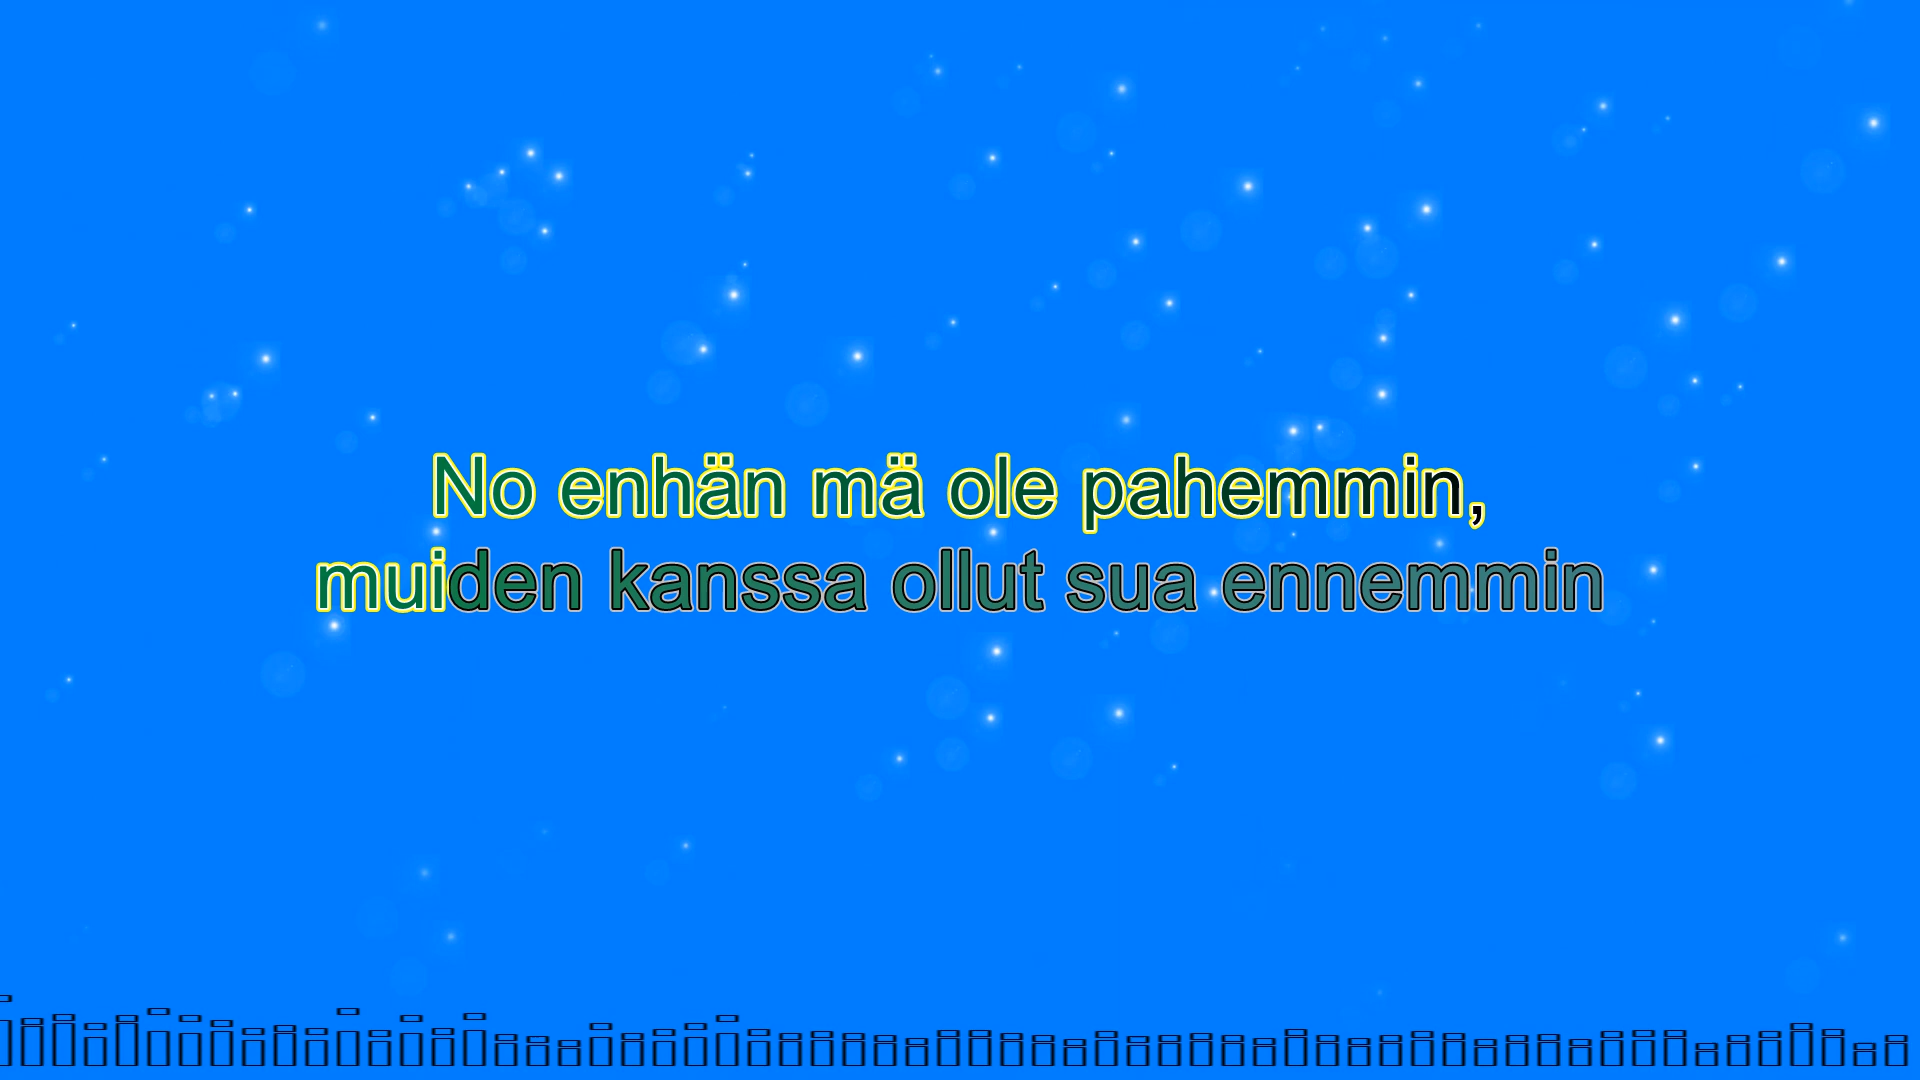 No enhän mä ole pahemmin,
muiden kanssa ollut sua ennemmin